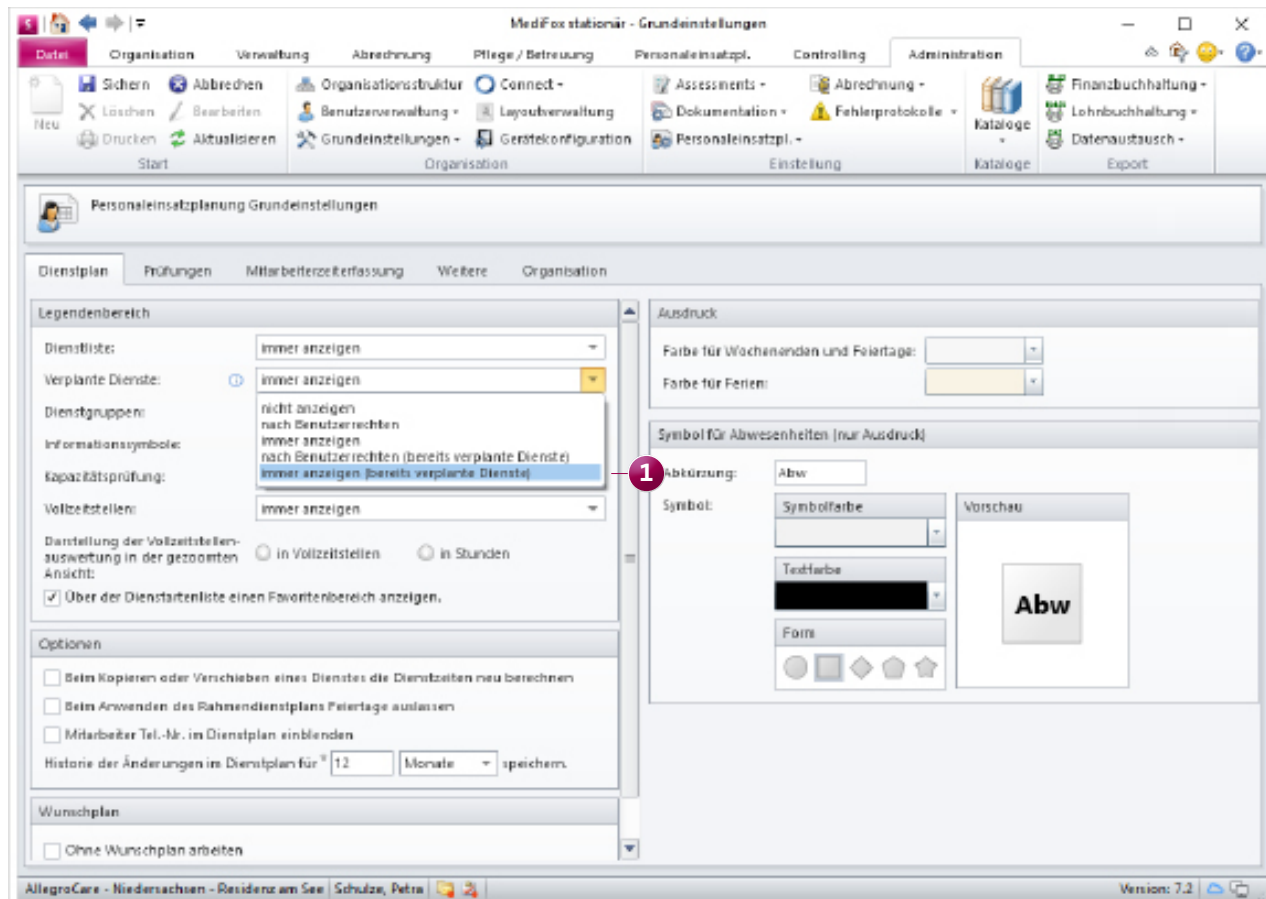 MediFox stationär - Grundeinstellungen
Datei Organisation Verwaltung Abrechnung Pflege / Betreuung Personaleinsatzpl. Controlling Administration
Neu
Sichern Abbrechen
Löschen Bearbeiten
Drucken Aktualisieren
Start
Organisationsstruktur Connect
Benutzerverwaltung Layoutverwaltung
Grundeinstellungen Gerätekonfiguration
Organisation
Assessments Abrechnung
Dokumentation Fehlerprotokolle
Personaleinsatzpl.
Einstellung
Kataloge
Kataloge
Finanzbuchhaltung
Lohnbuchhaltung
Datenaustausch
Export
Personaleinsatzplanung Grundeinstellungen
Dienstplan Prüfungen Mitarbeiterzeiterfassung Weitere Organisation
Legendenbereich
Dienstliste: immer anzeigen
Verplante Dienste: immer anzeigen
Dienstgruppen:
Informationssymbole:
Kapazitätsprüfung:
nicht anzeigen
nach Benutzerrechten
immer anzeigen
nach Benutzerrechten (bereits verplante Dienste)
immer anzeigen (bereits verplante Dienste)
1
Vollzeitstellen: immer anzeigen
Darstellung der Vollzeitstellen-
auswertung in der gezoomten
Ansicht:
in Vollzeitstellen in Stunden
Über der Dienstartenliste einen Favoritenbereich anzeigen.
Optionen
Beim Kopieren oder Verschieben eines Dienstes die Dienstzeiten neu berechnen
Beim Anwenden des Rahmendienstplans Feiertage auslassen
Mitarbeiter Tel.-Nr. im Dienstplan einblenden
Historie der Änderungen im Dienstplan für * 12 Monate speichern.
Wunschplan
Ohne Wunschplan arbeiten
Ausdruck
Farbe für Wochenenden und Feiertage:
Farbe für Ferien:
Symbol für Abwesenheiten (nur Ausdruck)
Abkürzung: Abw
Symbol:
Symbolfarbe
Textfarbe
Form
Vorschau
Abw
AllegroCare - Niedersachsen - Residenz am See Schulze, Petra
Version: 7.2